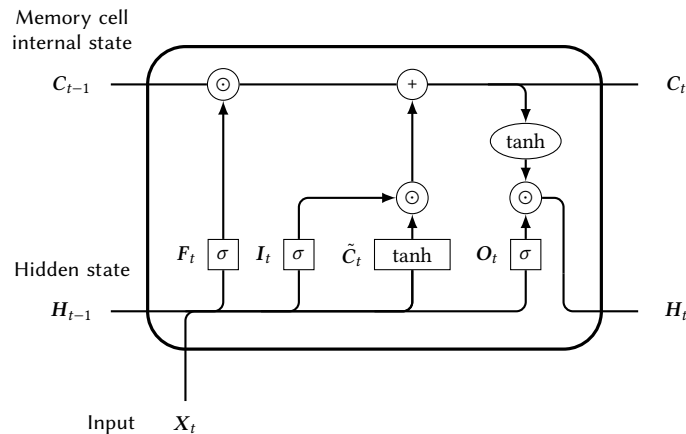 Memory cell
internal state
C_{t−1}
⊙
+
C_t
tanh
⊙
⊙
F_t
σ
I_t
σ
C̃_t
tanh
O_t
σ
Hidden state
H_{t−1}
H_t
Input
X_t